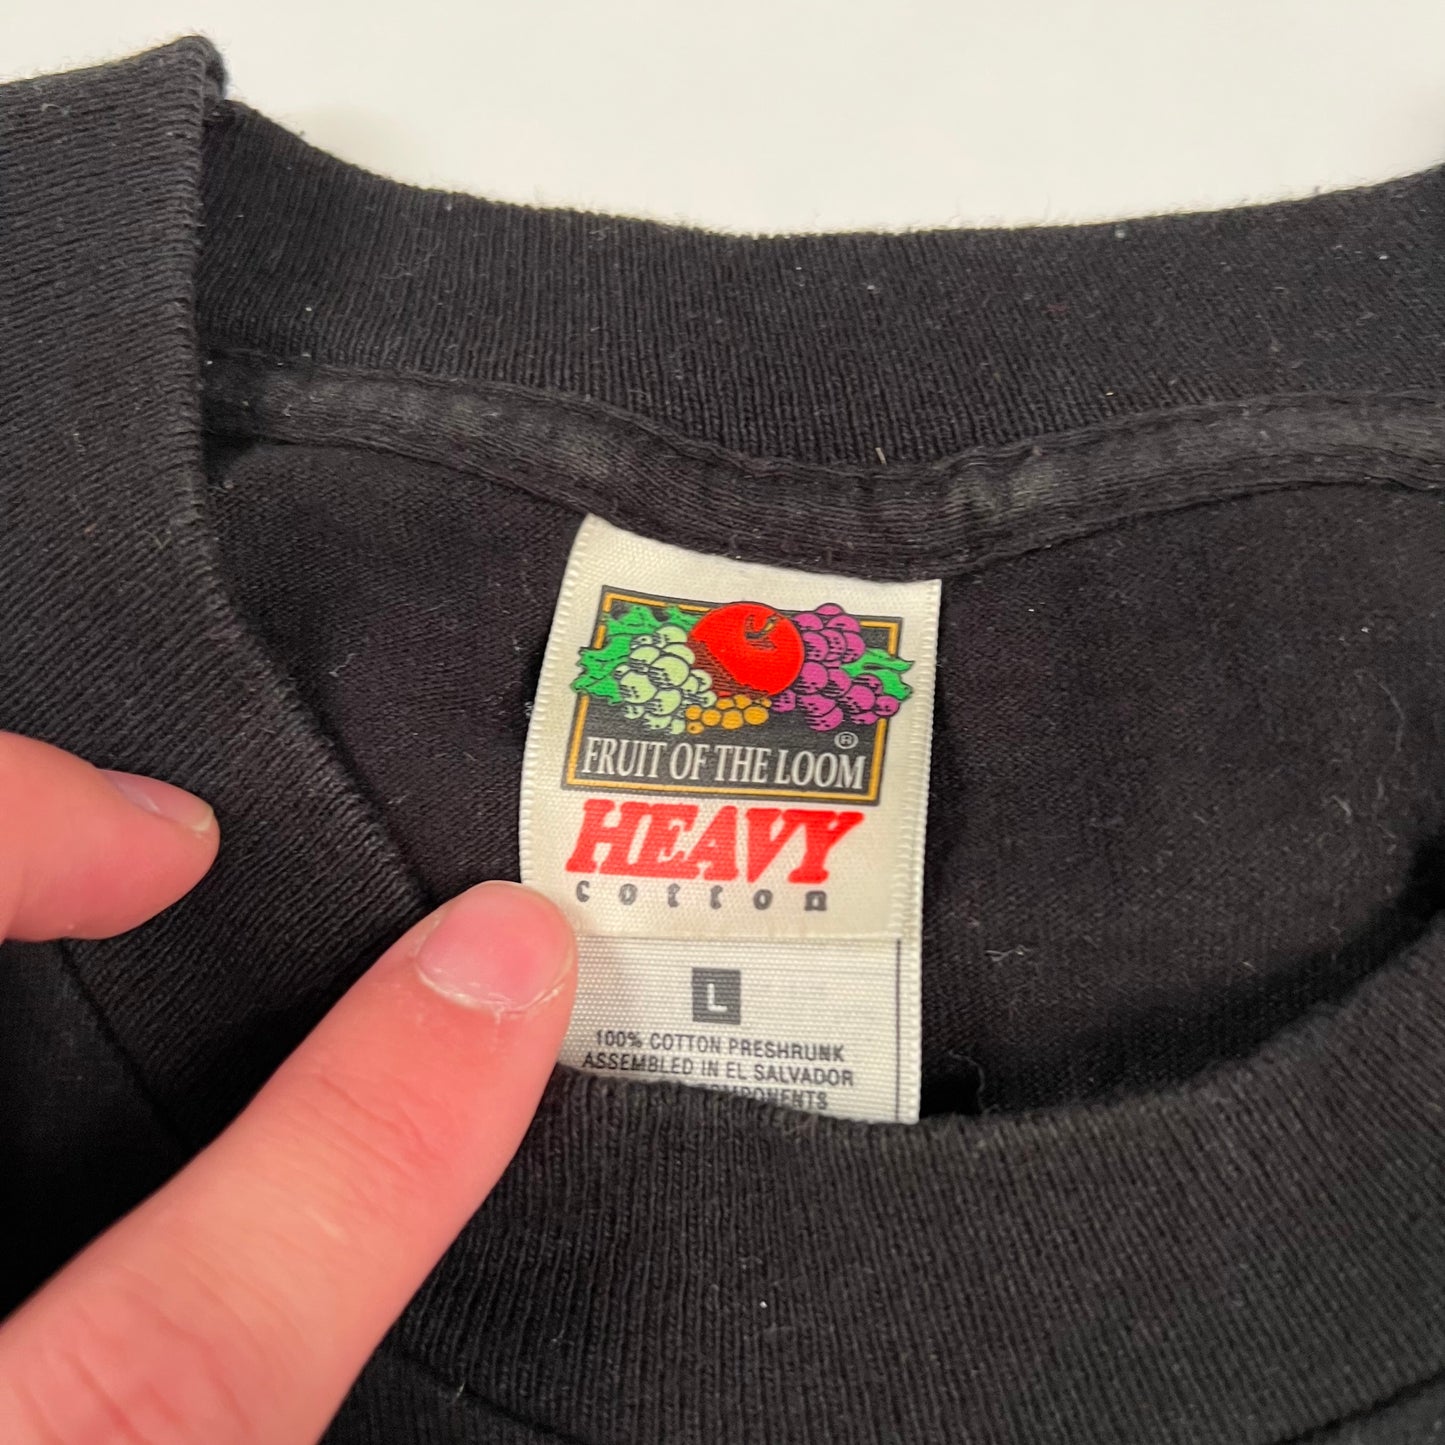 ®
FRUIT OF THE LOOM
HEAVY
cotton
L
100% COTTON PRESHRUNK
ASSEMBLED IN EL SALVADOR
COMPONENTS